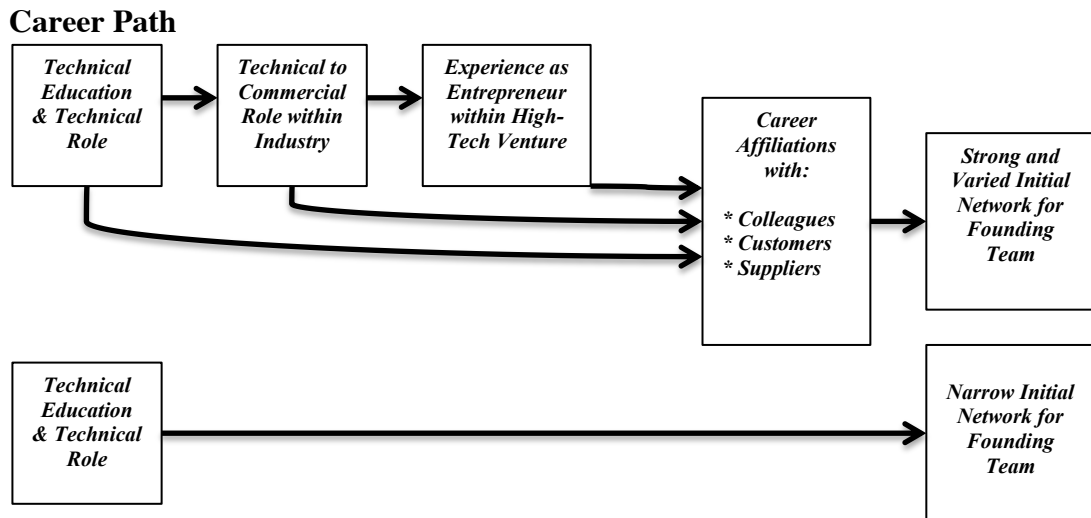 Career Path
Technical
Education
& Technical
Role
Technical to
Commercial
Role within
Industry
Experience as
Entrepreneur
within High-
Tech Venture
Career
Affiliations
with:
* Colleagues
* Customers
* Suppliers
Strong and
Varied Initial
Network for
Founding
Team
Technical
Education
& Technical
Role
Narrow Initial
Network for
Founding
Team